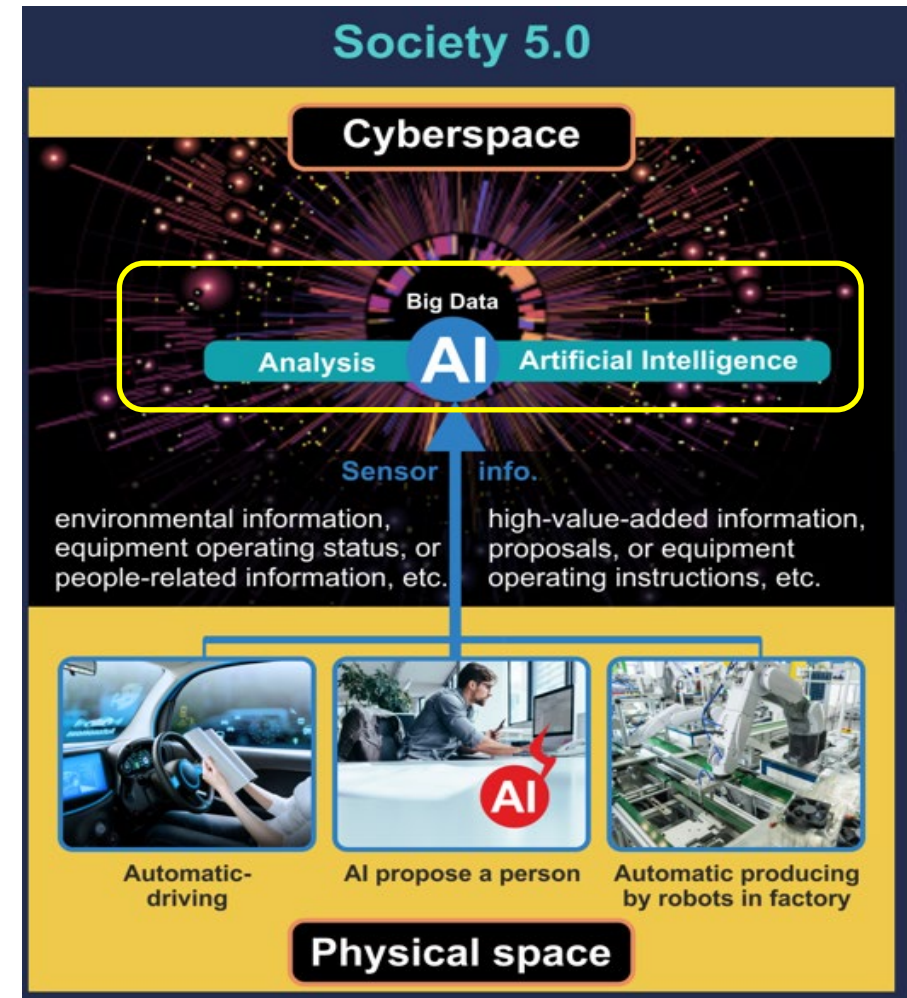 Society 5.0
Cyberspace
Big Data
Analysis AI Artificial Intelligence
Sensor info.
environmental information,
equipment operating status, or
people-related information, etc.
high-value-added information,
proposals, or equipment
operating instructions, etc.
AI
Automatic-
driving
AI propose a person
Automatic producing
by robots in factory
Physical space